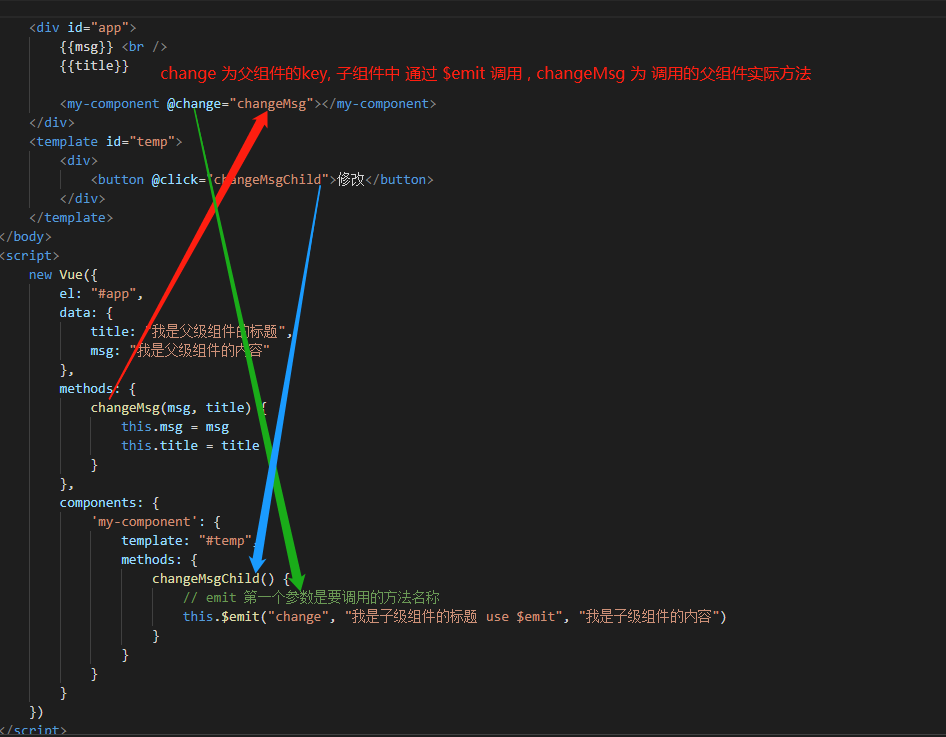 <div id="app">
{{msg}} <br />
{{title}}
change 为父组件的key, 子组件中 通过 $emit 调用 , changeMsg 为 调用的父组件实际方法
<my-component @change="changeMsg"></my-component>
</div>
<template id="temp">
<div>
<button @click="changeMsgChild">修改</button>
</div>
</template>
</body>
<script>
new Vue({
el: "#app",
data: {
title: "我是父级组件的标题",
msg: "我是父级组件的内容"
},
methods: {
changeMsg(msg, title) {
this.msg = msg
this.title = title
}
},
components: {
'my-component': {
template: "#temp",
methods: {
changeMsgChild() {
// emit 第一个参数是要调用的方法名称
this.$emit("change", "我是子级组件的标题 use $emit", "我是子级组件的内容")
}
}
}
}
})
</script>